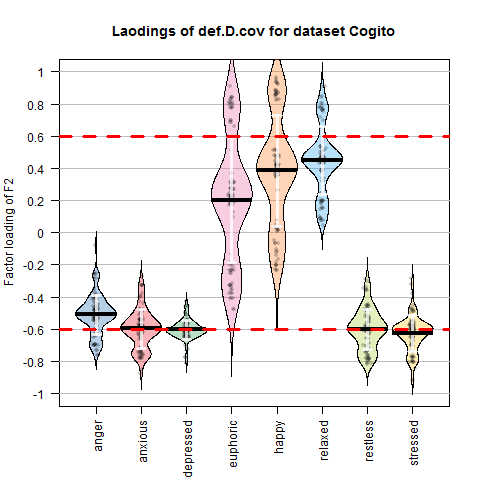 Laodings of def.D.cov for dataset Cogito
Factor loading of F2
1
0.8
0.6
0.4
0.2
0
-0.2
-0.4
-0.6
-0.8
-1
anger
anxious
depressed
euphoric
happy
relaxed
restless
stressed